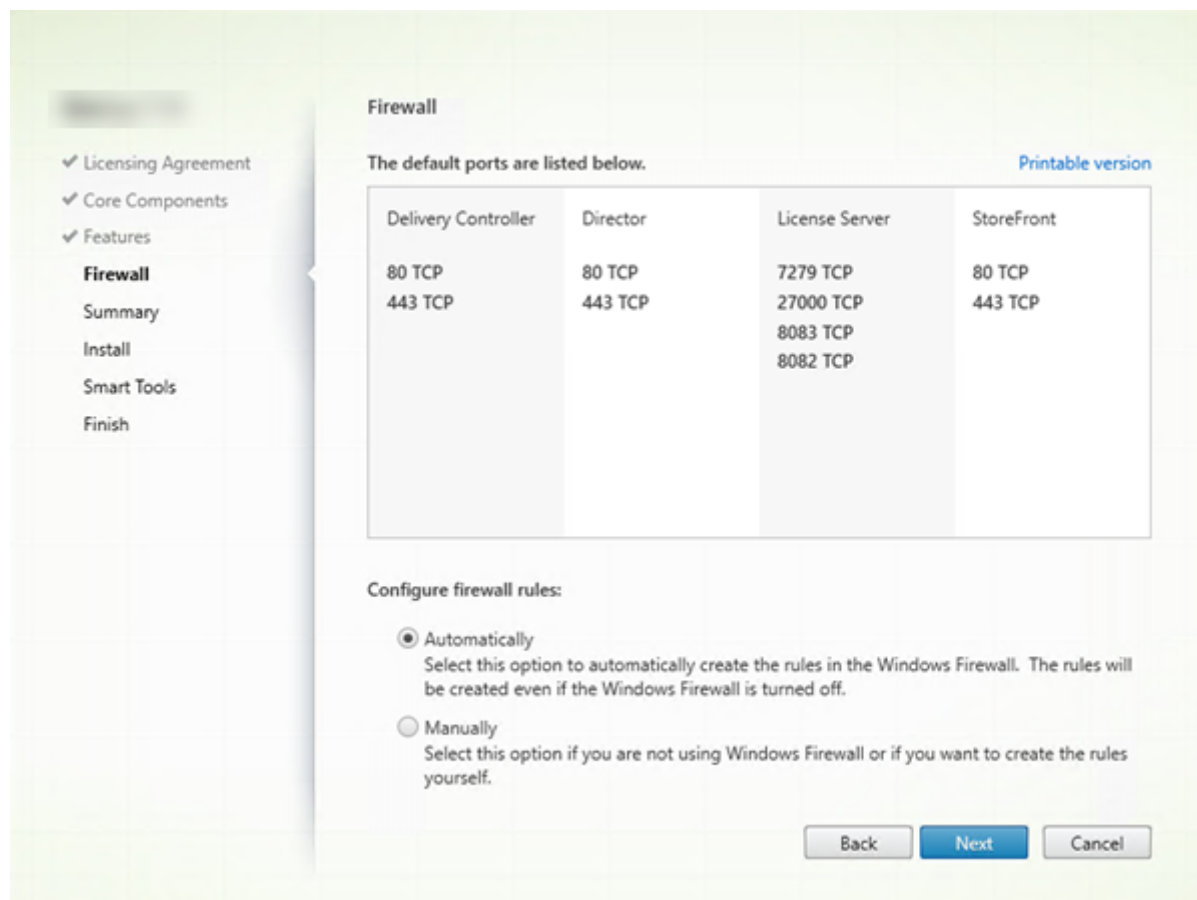 Firewall
✔ Licensing Agreement
✔ Core Components
✔ Features
Firewall
Summary
Install
Smart Tools
Finish
The default ports are listed below.
Printable version
Delivery Controller
80 TCP
443 TCP
Director
80 TCP
443 TCP
License Server
7279 TCP
27000 TCP
8083 TCP
8082 TCP
StoreFront
80 TCP
443 TCP
Configure firewall rules:
Automatically
Select this option to automatically create the rules in the Windows Firewall. The rules will
be created even if the Windows Firewall is turned off.
Manually
Select this option if you are not using Windows Firewall or if you want to create the rules
yourself.
Back
Next
Cancel